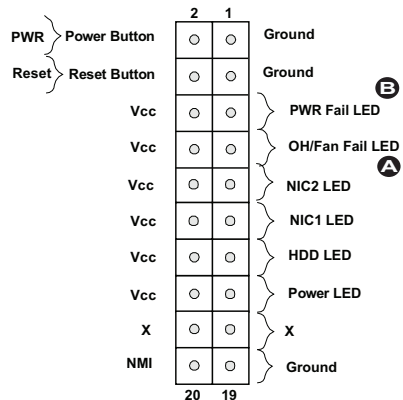 2 1
PWR Power Button Ground
Reset Reset Button Ground
B
Vcc PWR Fail LED
Vcc OH/Fan Fail LED
A
Vcc NIC2 LED
Vcc NIC1 LED
Vcc HDD LED
Vcc Power LED
X X
NMI Ground
20 19